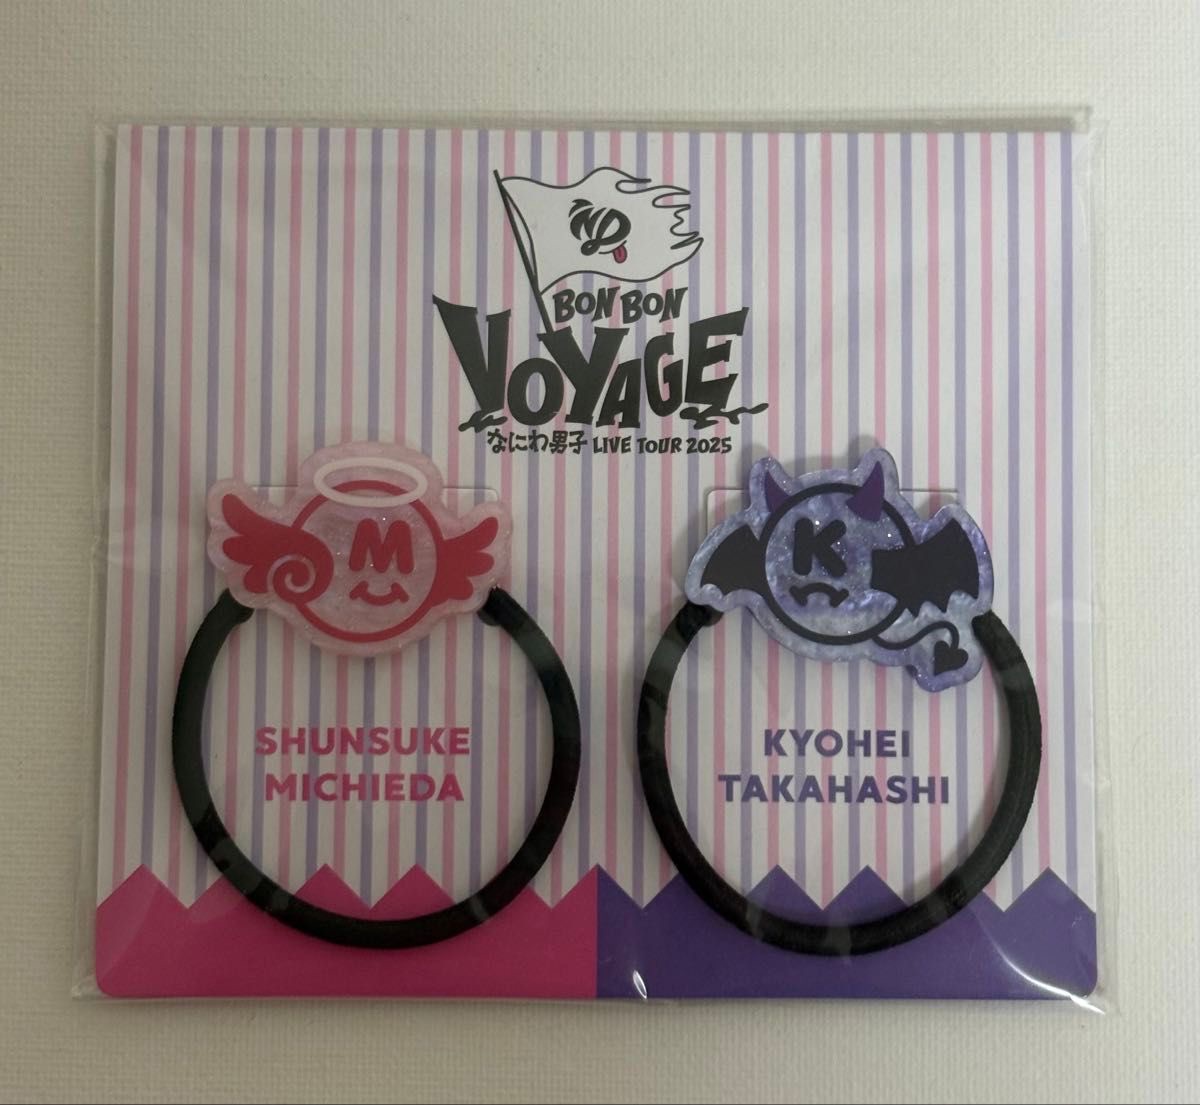 ND
BON BON
VOYAGE
なにわ男子 LIVE TOUR 2025
M
K
SHUNSUKE
MICHIEDA
KYOHEI
TAKAHASHI